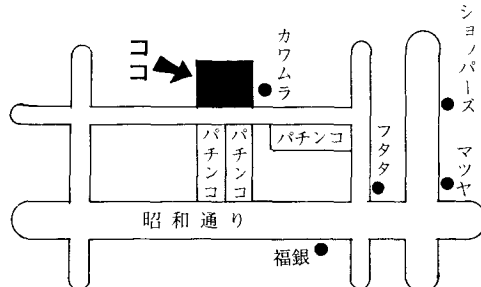 ココ
カワムラ
ショッパーズ
パチンコ
パチンコ
パチンコ
フタタ
マツヤ
昭和通り
福銀